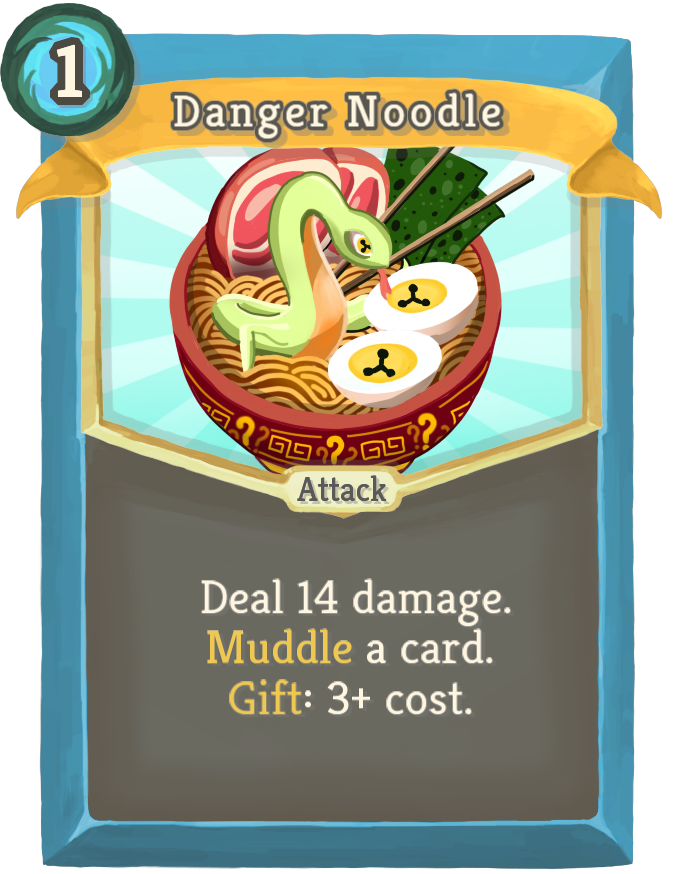 1
Danger Noodle
? ? ?
Attack
Deal 14 damage.
Muddle a card.
Gift: 3+ cost.